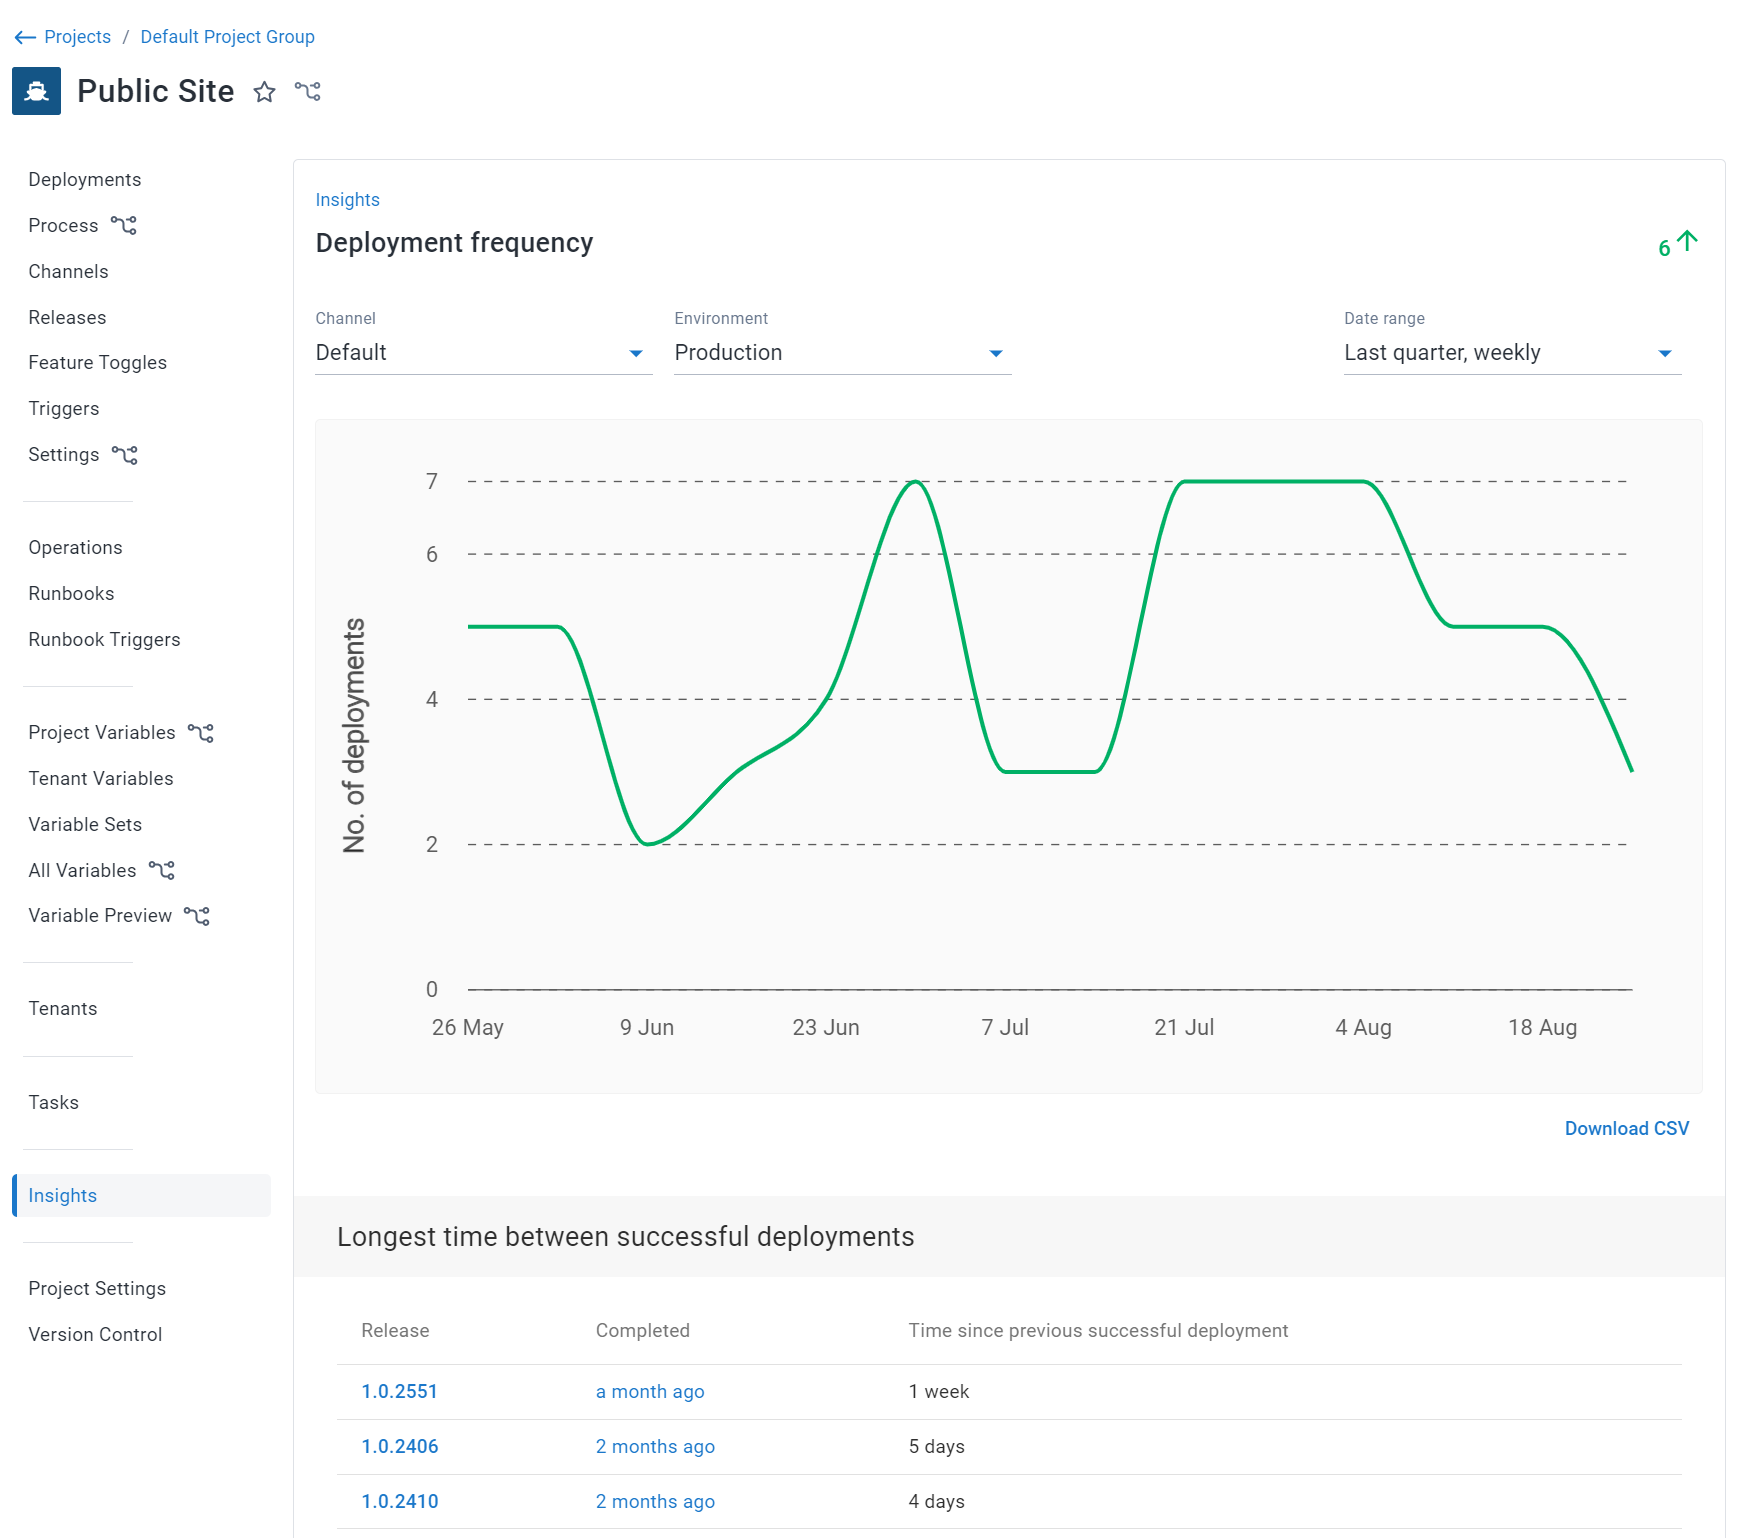 Projects / Default Project Group
Public Site
Deployments
Process
Channels
Releases
Feature Toggles
Triggers
Settings
Operations
Runbooks
Runbook Triggers
Project Variables
Tenant Variables
Variable Sets
All Variables
Variable Preview
Tenants
Tasks
Insights
Project Settings
Version Control
Insights
Deployment frequency
6
Channel Environment Date range
Default Production Last quarter, weekly
No. of deployments
7
6
4
2
0
26 May 9 Jun 23 Jun 7 Jul 21 Jul 4 Aug 18 Aug
Download CSV
Longest time between successful deployments
Release Completed Time since previous successful deployment
1.0.2551 a month ago 1 week
1.0.2406 2 months ago 5 days
1.0.2410 2 months ago 4 days